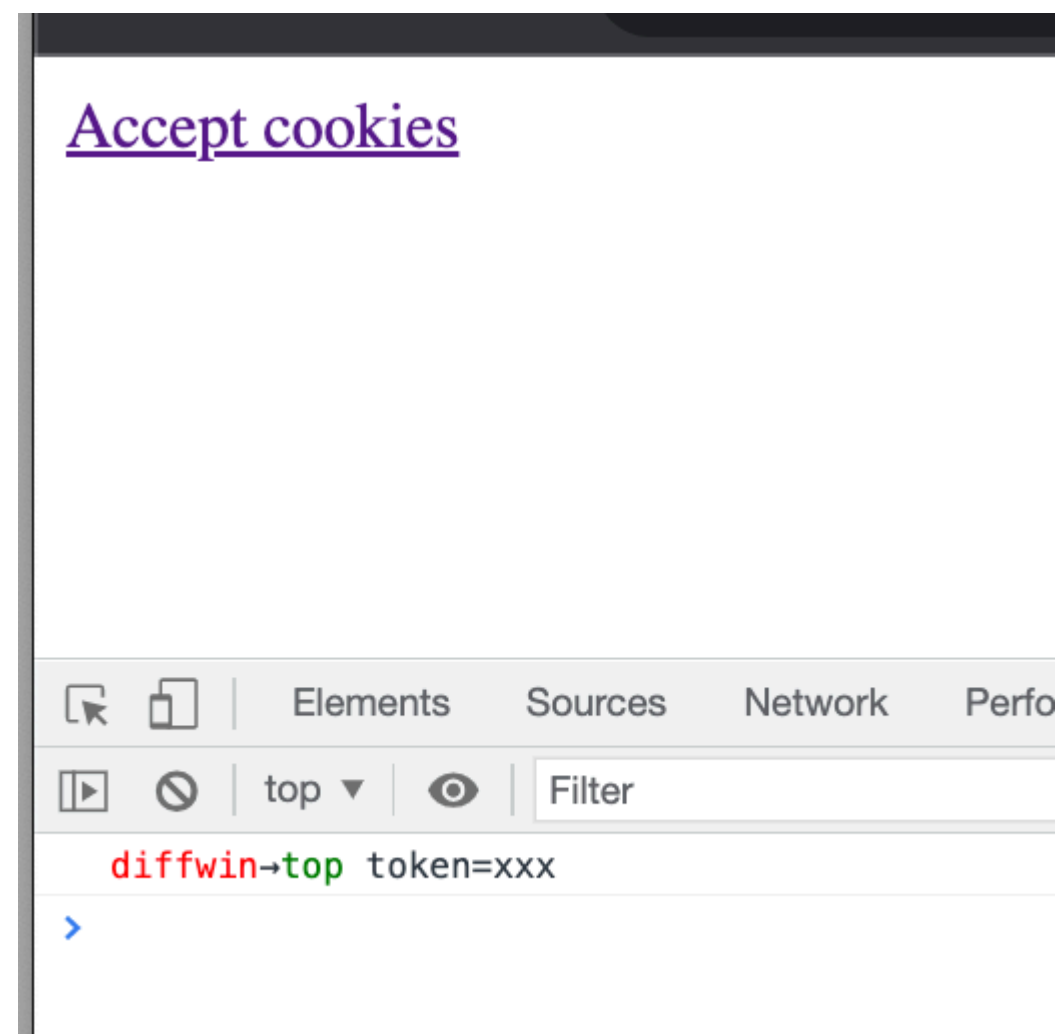 Accept cookies
Elements Sources Network Perfo
top ▼ Filter
diffwin→top token=xxx
>